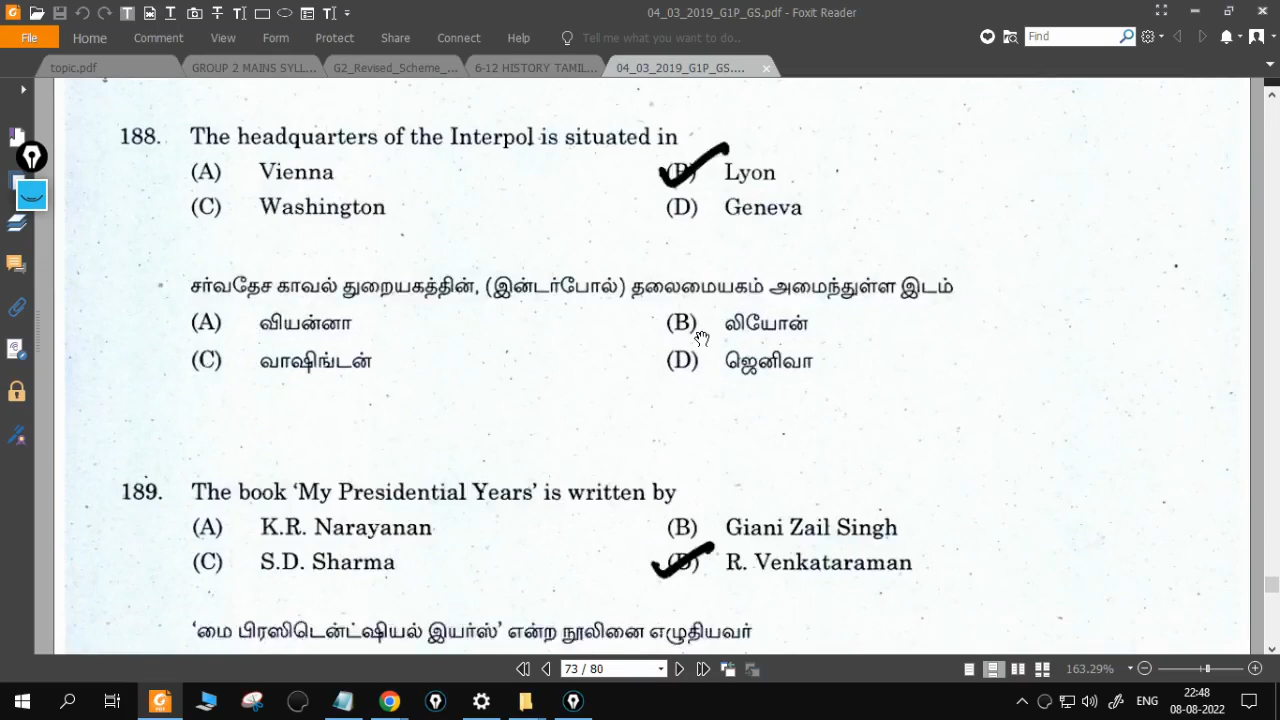 04_03_2019_G1P_GS.pdf - Foxit Reader
File Home Comment View Form Protect Share Connect Help Tell me what you want to do.. Find
topic.pdf GROUP 2 MAINS SYLL... G2_Revised_Scheme_... 6-12 HISTORY TAMIL... 04_03_2019_G1P_GS....
188. The headquarters of the Interpol is situated in
(A) Vienna (B) Lyon
(C) Washington (D) Geneva
சர்வதேச காவல் துறையகத்தின், (இன்டர்போல்) தலைமையகம் அமைந்துள்ள இடம்
(A) வியன்னா (B) லியோன்
(C) வாஷிங்டன் (D) ஜெனிவா
189. The book ‘My Presidential Years’ is written by
(A) K.R. Narayanan (B) Giani Zail Singh
(C) S.D. Sharma (D) R. Venkataraman
‘மை பிரஸிடென்ட்ஷியல் இயர்ஸ்’ என்ற நூலினை எழுதியவர்
73 / 80 163.29%
ENG 22:48
08-08-2022